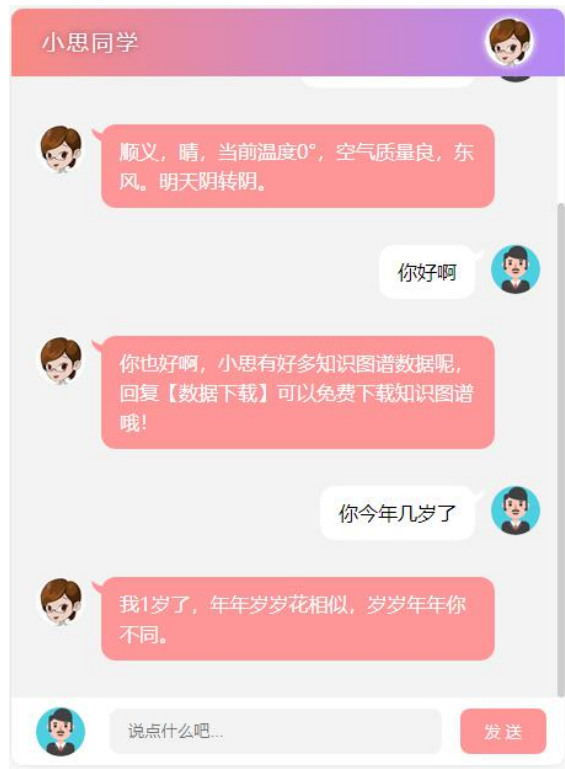 小思同学
顺义，晴，当前温度0°，空气质量良，东
风。明天阴转阴。
你好啊
你也好啊，小思有好多知识图谱数据呢，
回复【数据下载】可以免费下载知识图谱
哦！
你今年几岁了
我1岁了，年年岁岁花相似，岁岁年年你
不同。
说点什么吧...
发送